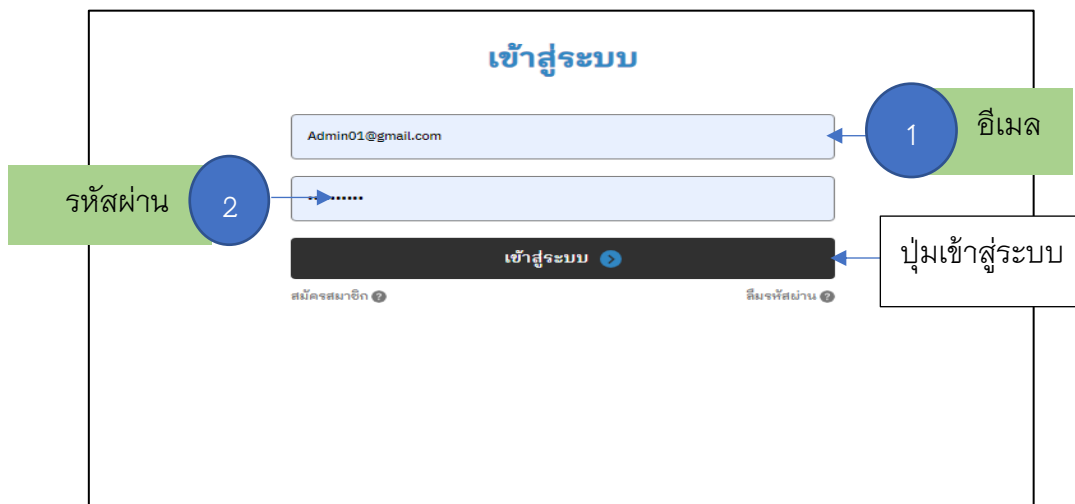 เข้าสู่ระบบ
Admin01@gmail.com
1
อีเมล
รหัสผ่าน
2
••••••••••
เข้าสู่ระบบ
ปุ่มเข้าสู่ระบบ
สมัครสมาชิก
ลืมรหัสผ่าน